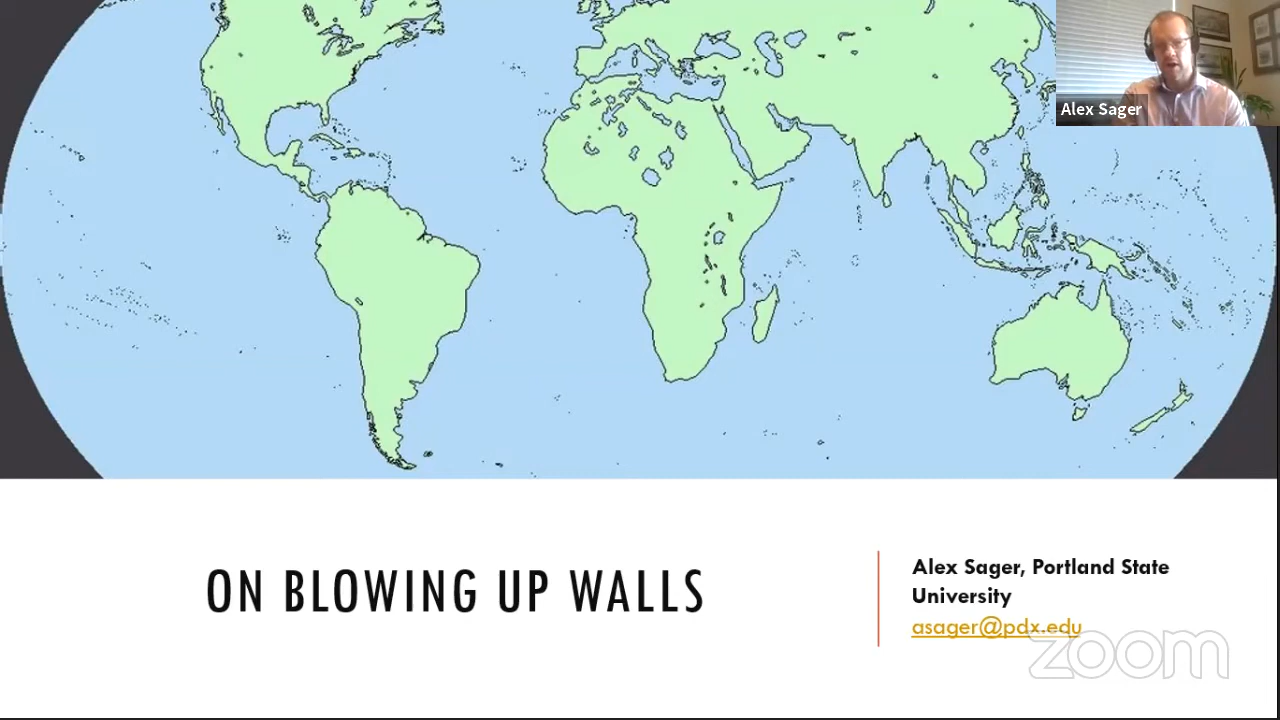 Alex Sager
ON BLOWING UP WALLS
Alex Sager, Portland State
University
asager@pdx.edu
zoom